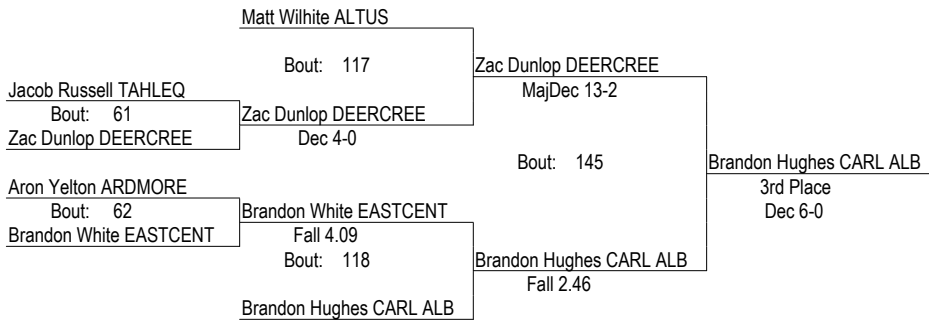 Matt Wilhite ALTUS
Bout: 117
Zac Dunlop DEERCREE
Jacob Russell TAHLEQ
MajDec 13-2
Bout: 61
Zac Dunlop DEERCREE
Zac Dunlop DEERCREE
Dec 4-0
Bout: 145
Brandon Hughes CARL ALB
Aron Yelton ARDMORE
3rd Place
Bout: 62
Brandon White EASTCENT
Dec 6-0
Brandon White EASTCENT
Fall 4.09
Bout: 118
Brandon Hughes CARL ALB
Fall 2.46
Brandon Hughes CARL ALB